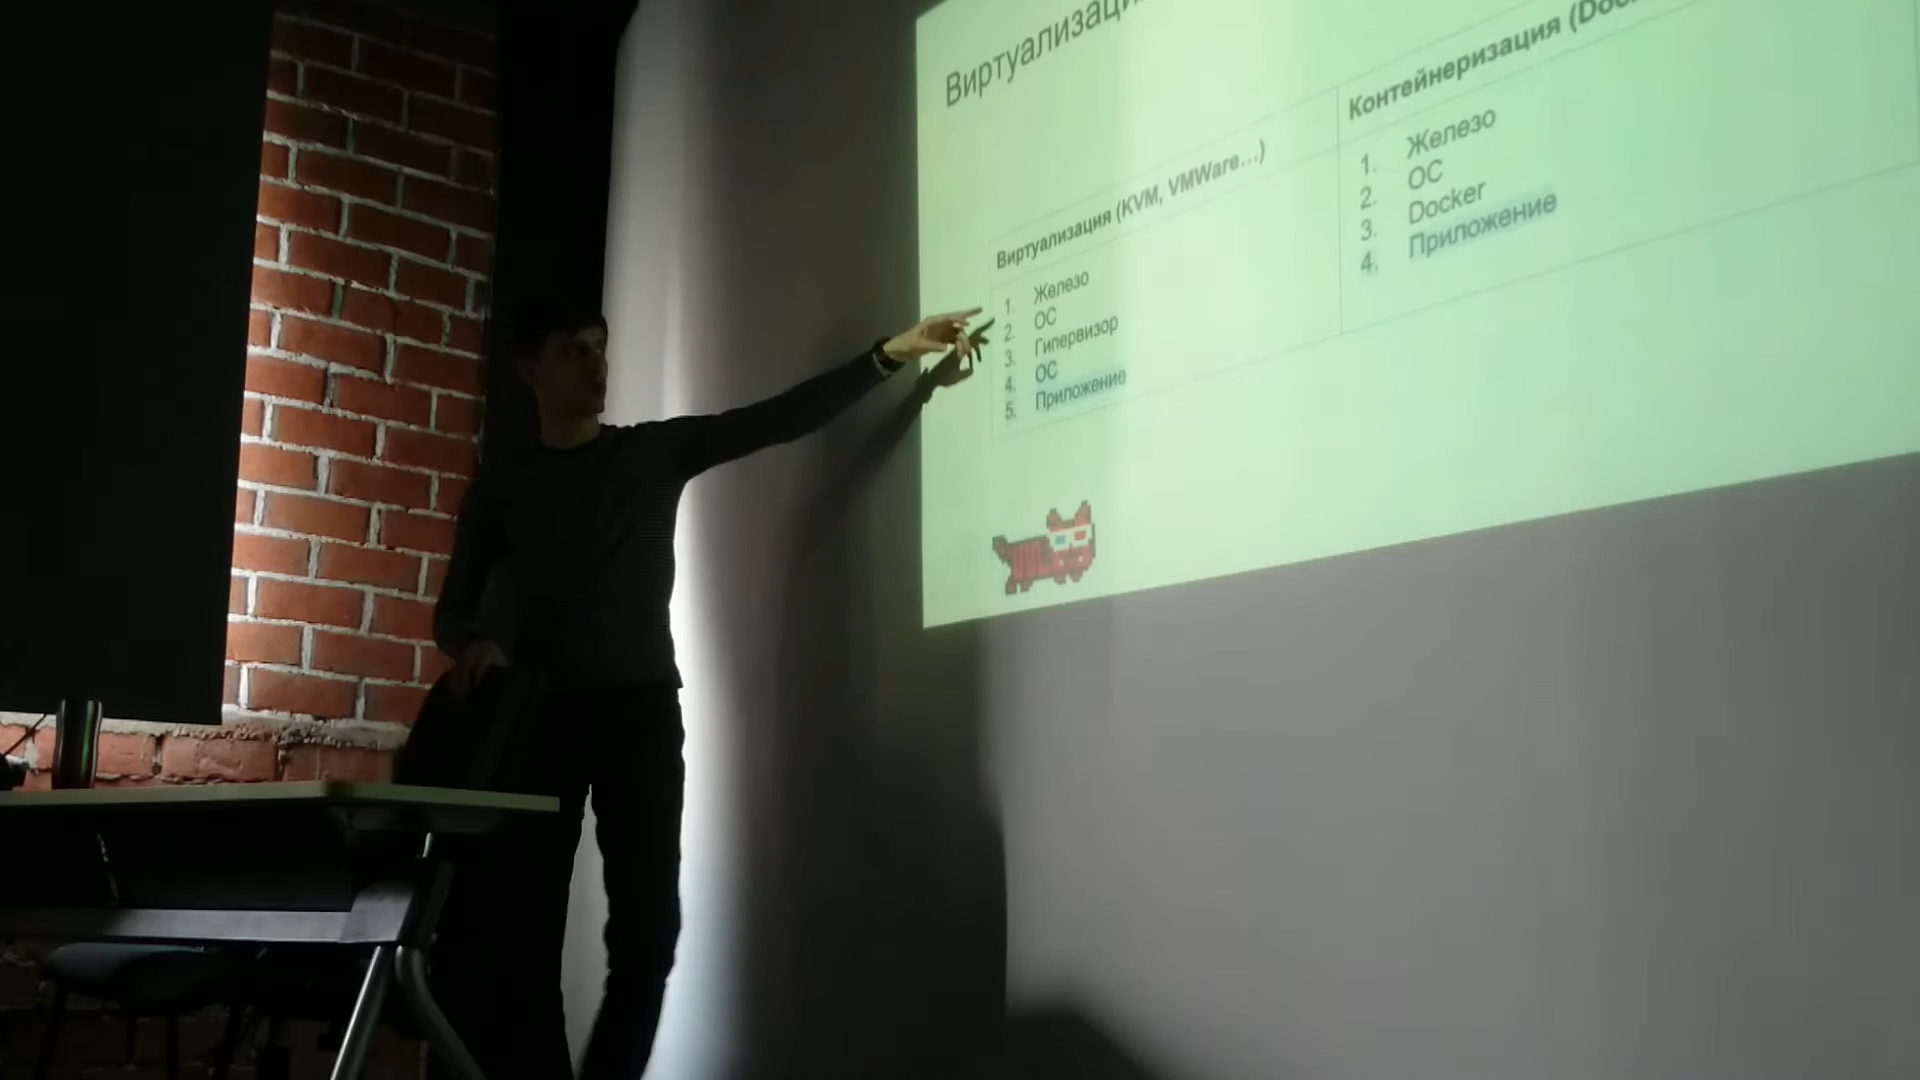 Виртуализаци
Виртуализация (KVM, VMWare...)
1. Железо
2. ОС
3. Гипервизор
4. ОС
5. Приложение
Контейнеризация (Doc
1. Железо
2. ОС
3. Docker
4. Приложение